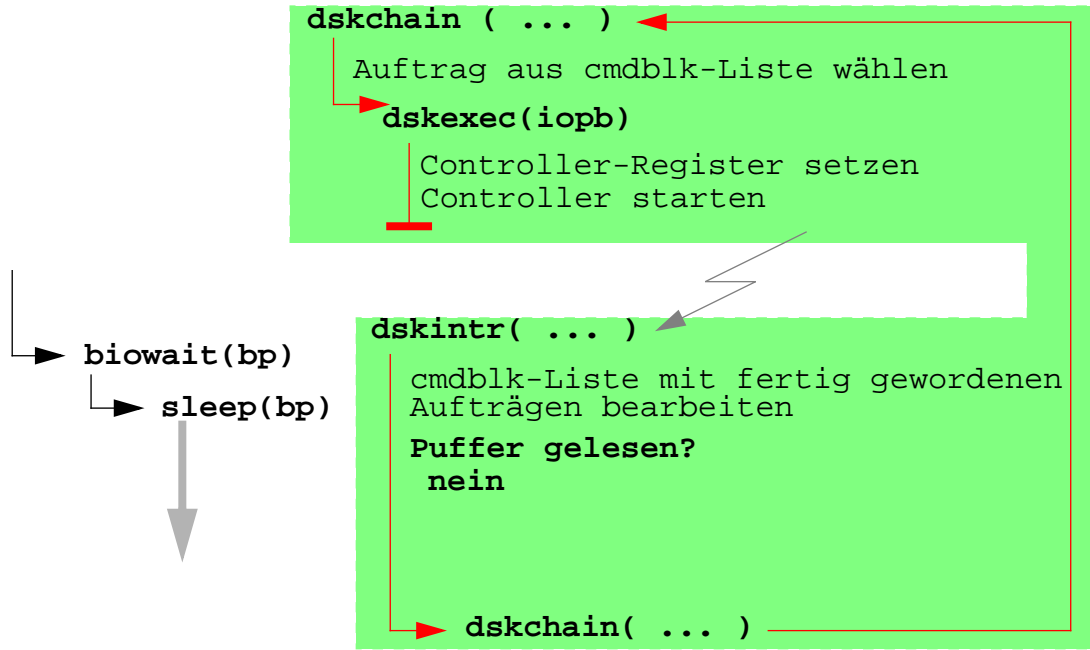 dskchain ( ... )
Auftrag aus cmdblk-Liste wählen
dskexec(iopb)
Controller-Register setzen
Controller starten
dskintr( ... )
biowait(bp)
cmdblk-Liste mit fertig gewordenen
sleep(bp)
Aufträgen bearbeiten
Puffer gelesen?
nein
dskchain( ... )